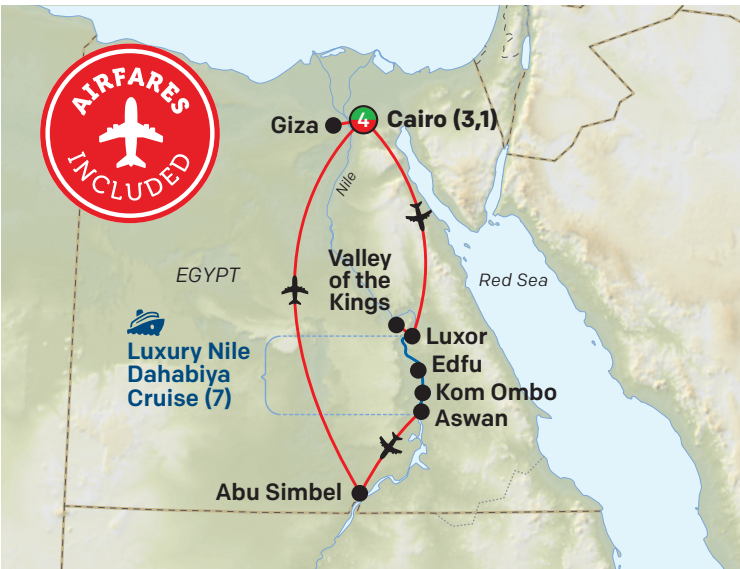 AIRFARES
INCLUDED
Giza
4
Cairo (3,1)
Nile
EGYPT
Valley
of the
Kings
Red Sea
Luxury Nile
Dahabiya
Cruise (7)
Luxor
Edfu
Kom Ombo
Aswan
Abu Simbel